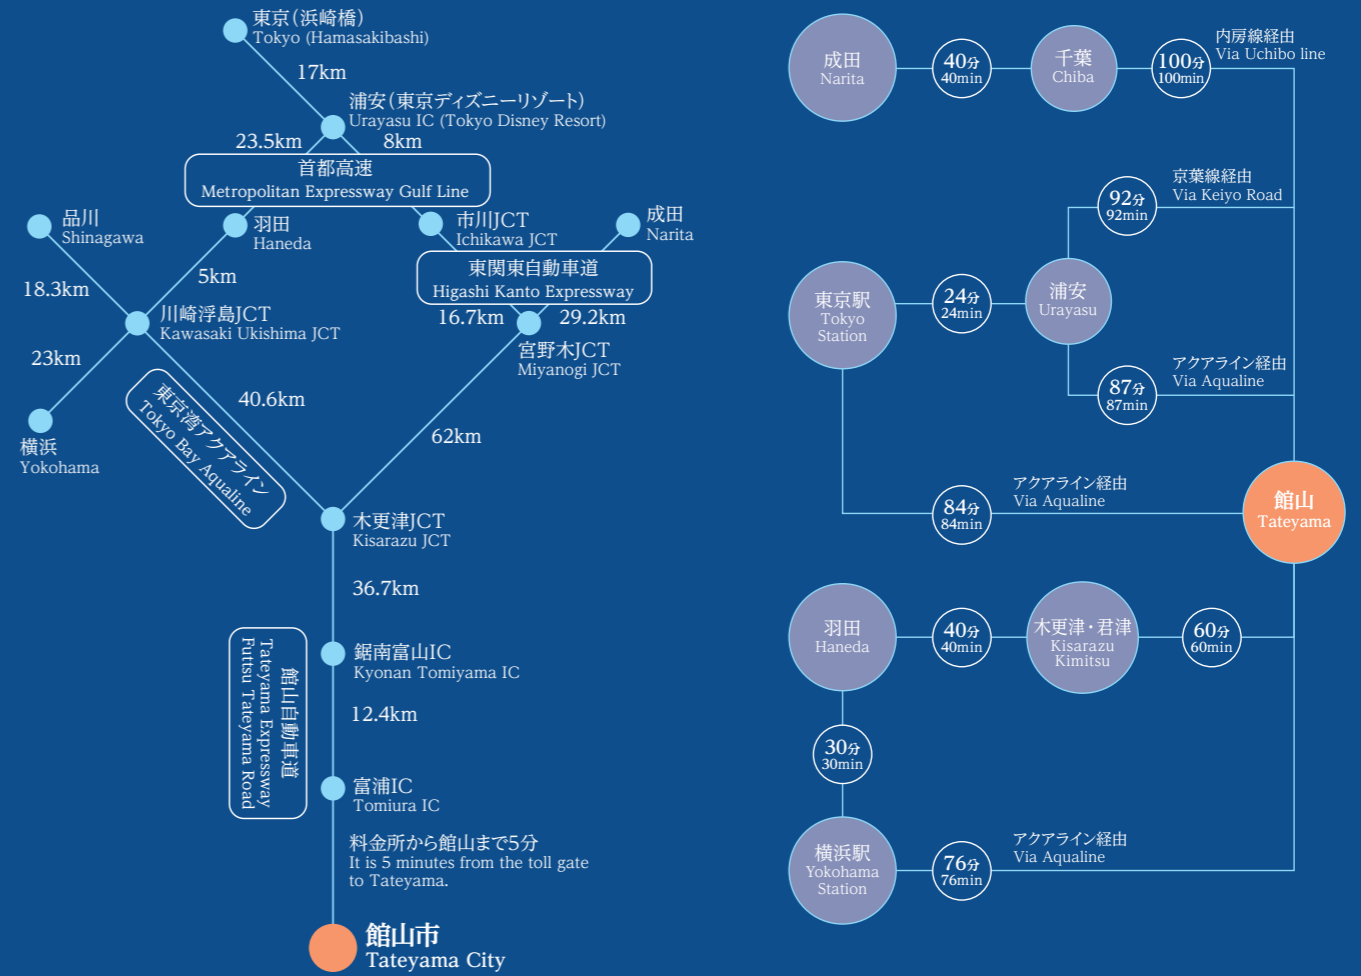 東京（浜崎橋）
Tokyo (Hamasakibashi)
17km
浦安（東京ディズニーリゾート）
Urayasu IC (Tokyo Disney Resort)
23.5km
8km
首都高速
Metropolitan Expressway Gulf Line
品川
Shinagawa
羽田
Haneda
市川JCT
Ichikawa JCT
成田
Narita
東関東自動車道
Higashi Kanto Expressway
18.3km
5km
16.7km
29.2km
川崎浮島JCT
Kawasaki Ukishima JCT
宮野木JCT
Miyanogi JCT
23km
横浜
Yokohama
東京湾アクアライン
Tokyo Bay Aqualine
40.6km
62km
木更津JCT
Kisarazu JCT
36.7km
館山自動車道
Tateyama Expressway
Futtsu Tateyama Road
鋸南富山IC
Kyonan Tomiyama IC
12.4km
富浦IC
Tomiura IC
料金所から館山まで5分
It is 5 minutes from the toll gate
to Tateyama.
館山市
Tateyama City
成田
Narita
40分
40min
千葉
Chiba
100分
100min
内房線経由
Via Uchibo line
京葉線経由
Via Keiyo Road
92分
92min
東京駅
Tokyo
Station
24分
24min
浦安
Urayasu
アクアライン経由
Via Aqualine
87分
87min
アクアライン経由
Via Aqualine
84分
84min
館山
Tateyama
羽田
Haneda
40分
40min
木更津・君津
Kisarazu
Kimitsu
60分
60min
30分
30min
横浜駅
Yokohama
Station
76分
76min
アクアライン経由
Via Aqualine